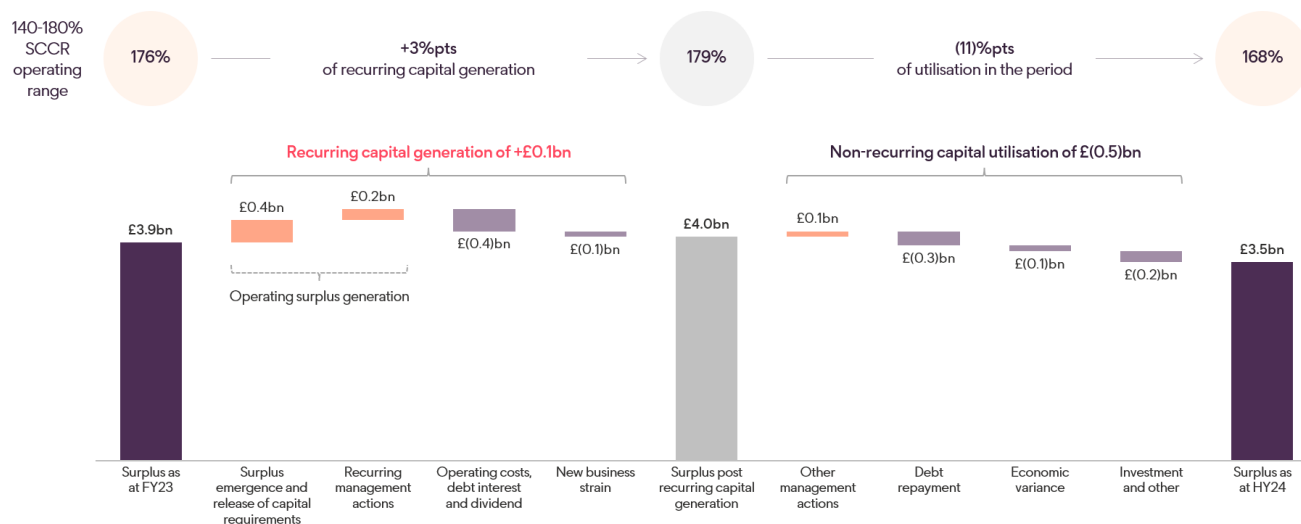 140-180%
SCCR
operating
range
176%
+3%pts
of recurring capital generation
179%
(11)%pts
of utilisation in the period
168%
Recurring capital generation of +£0.1bn
Non-recurring capital utilisation of £(0.5)bn
£3.9bn
£0.4bn
£0.2bn
£(0.4)bn
£(0.1)bn
Operating surplus generation
£4.0bn
£0.1bn
£(0.3)bn
£(0.1)bn
£(0.2)bn
£3.5bn
Surplus as
at FY23
Surplus
emergence and
release of capital
requirements
Recurring
management
actions
Operating costs,
debt interest
and dividend
New business
strain
Surplus post
recurring capital
generation
Other
management
actions
Debt
repayment
Economic
variance
Investment
and other
Surplus as
at HY24